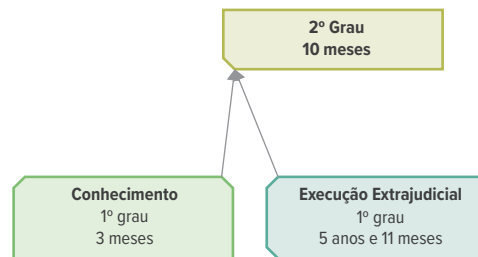 2º Grau
10 meses
Conhecimento
1º grau
3 meses
Execução Extrajudicial
1º grau
5 anos e 11 meses